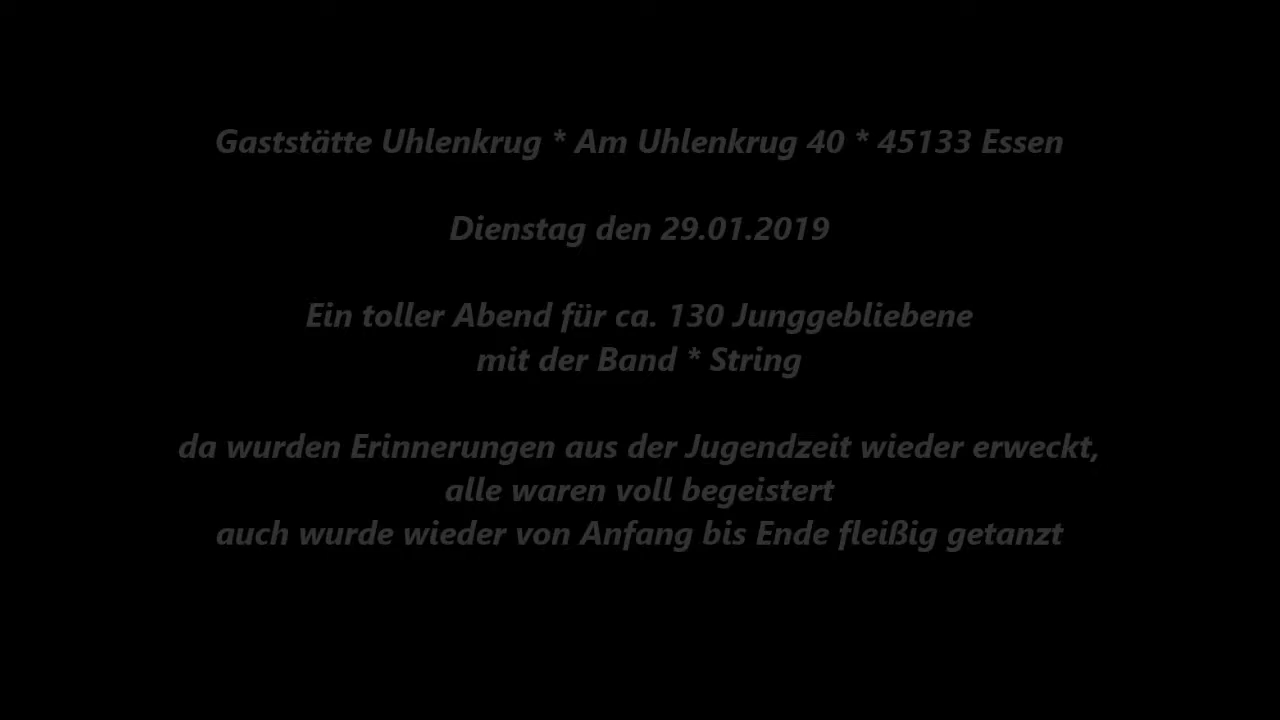 Gaststätte Uhlenkrug * Am Uhlenkrug 40 * 45133 Essen
Dienstag den 29.01.2019
Ein toller Abend für ca. 130 Junggebliebene
mit der Band * String
da wurden Erinnerungen aus der Jugendzeit wieder erweckt,
alle waren voll begeistert
auch wurde wieder von Anfang bis Ende fleißig getanzt